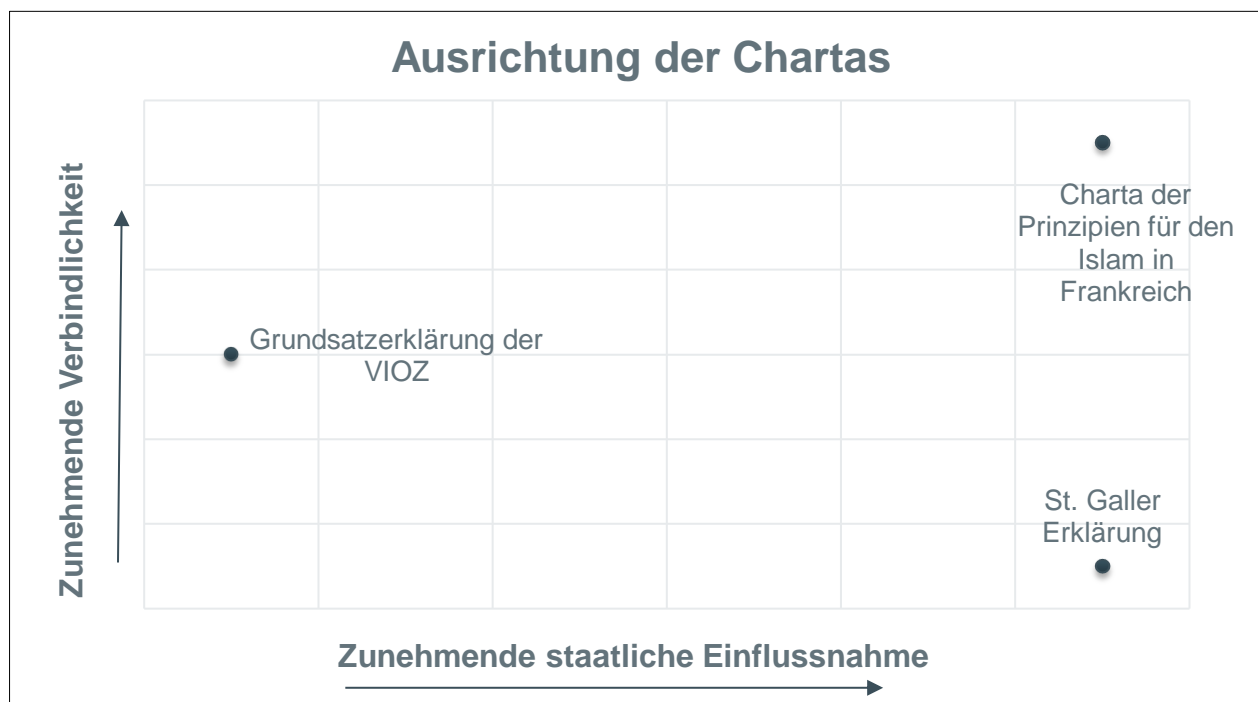 Ausrichtung der Chartas
Zunehmende Verbindlichkeit
Charta der
Prinzipien für den
Islam in
Frankreich
Grundsatzerklärung der
VIOZ
St. Galler
Erklärung
Zunehmende staatliche Einflussnahme